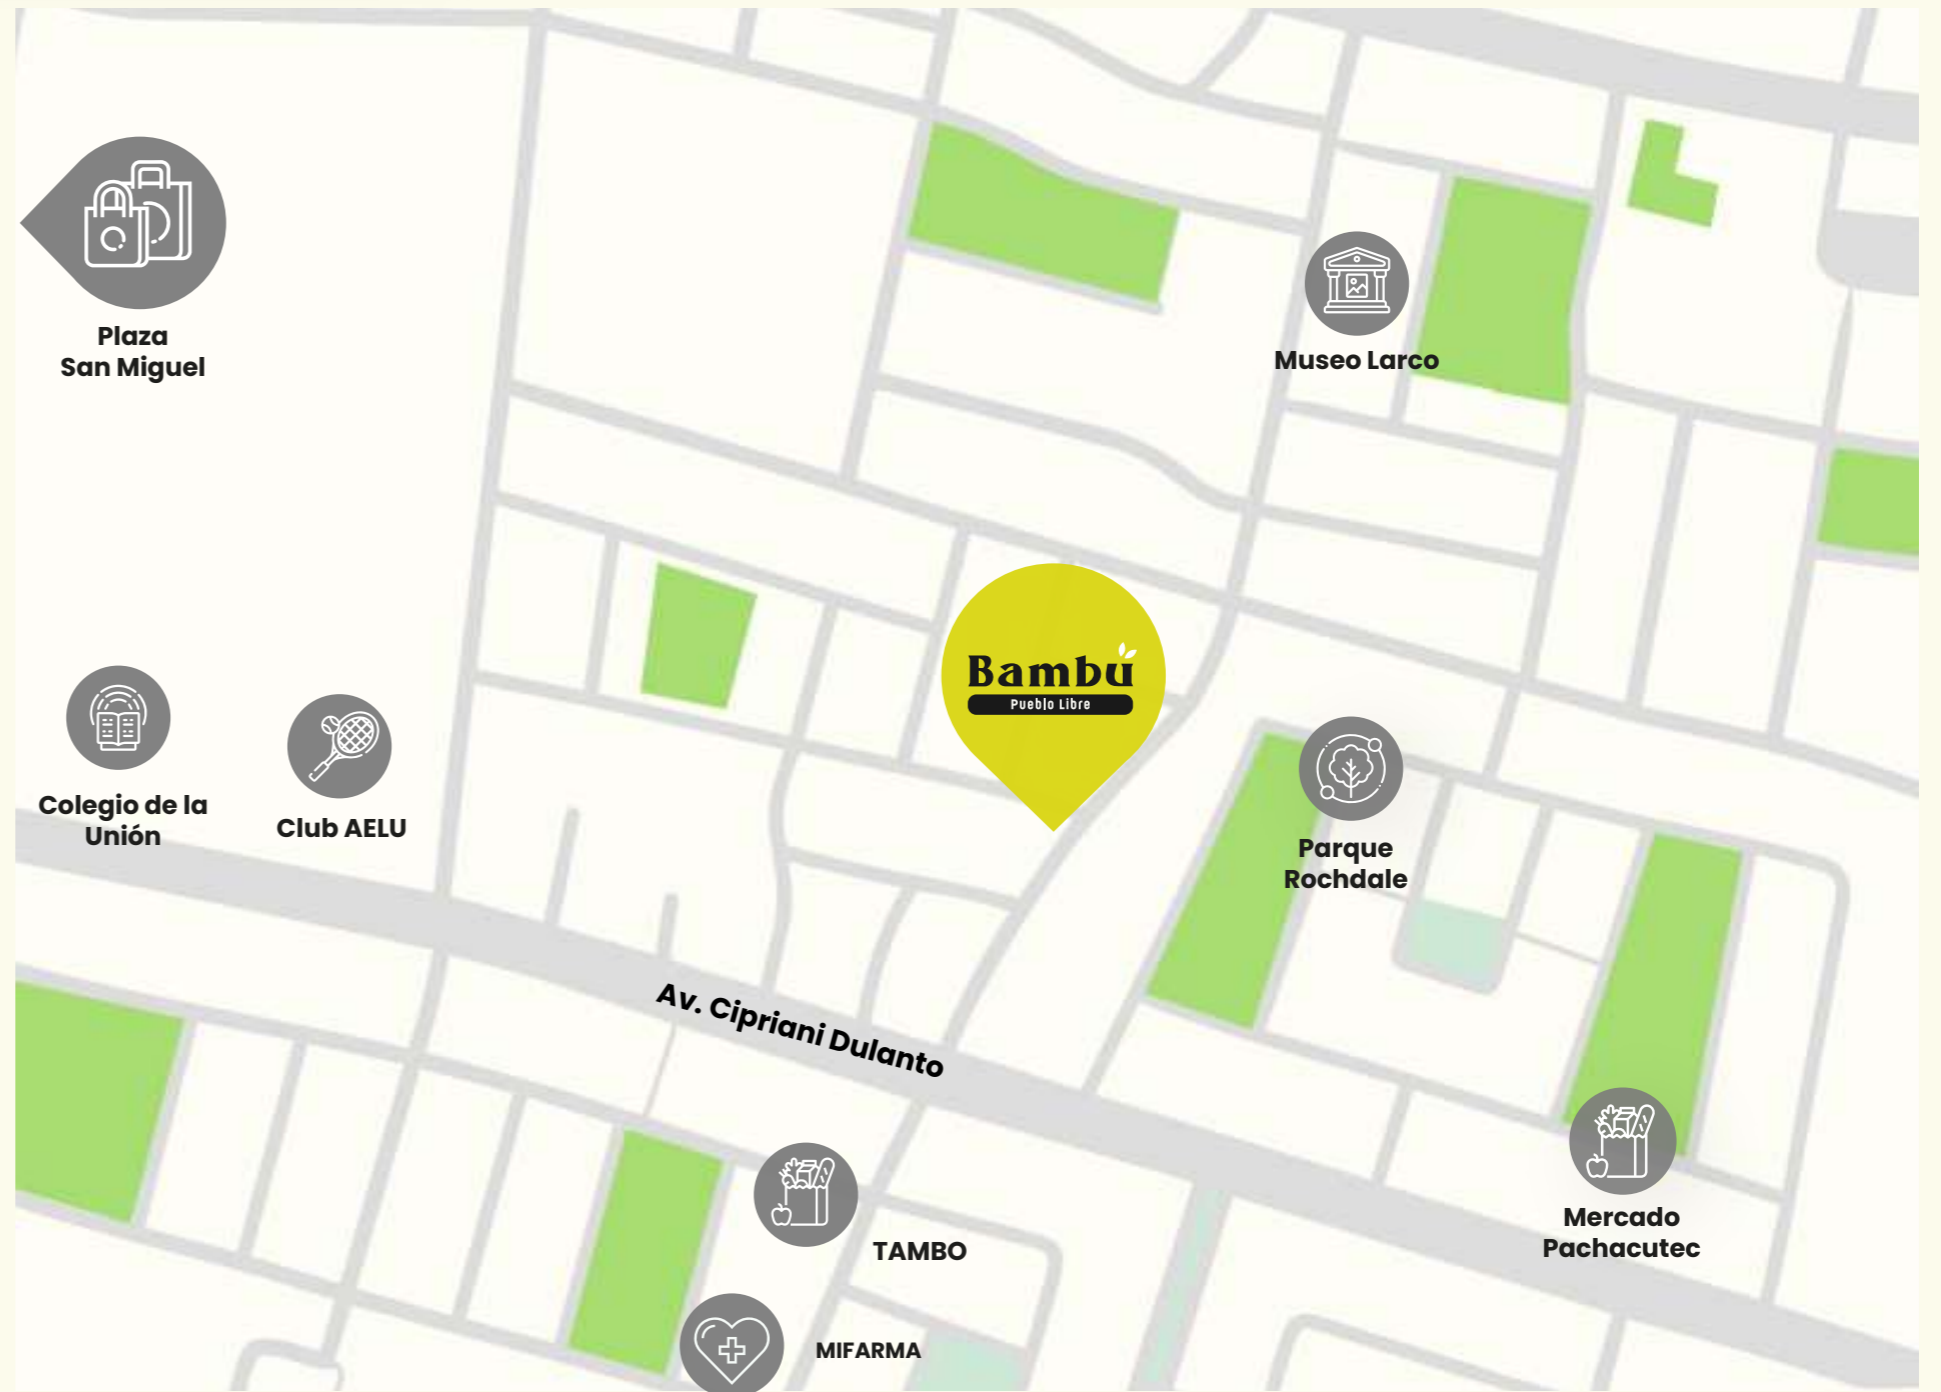 Plaza
San Miguel
Museo Larco
Bambú
Pueblo Libre
Colegio de la
Unión
Club AELU
Parque
Rochdale
Av. Cipriani Dulanto
Mercado
Pachacutec
TAMBO
MIFARMA